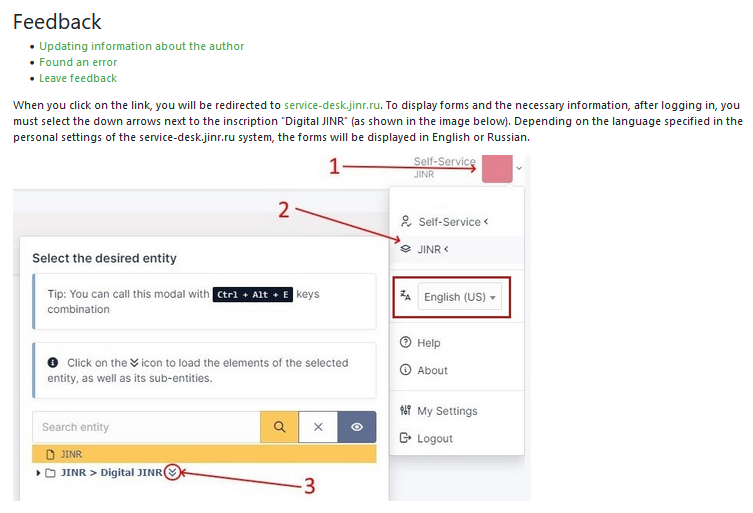 Feedback
Updating information about the author
Found an error
Leave feedback
When you click on the link, you will be redirected to service-desk.jinr.ru. To display forms and the necessary information, after logging in, you
must select the down arrows next to the inscription "Digital JINR" (as shown in the image below). Depending on the language specified in the
personal settings of the service-desk.jinr.ru system, the forms will be displayed in English or Russian.
1
Self-Service
JINR
2
Self-Service
JINR
English (US)
Help
About
My Settings
Logout
Select the desired entity
Tip: You can call this modal with Ctrl + Alt + E keys
combination
Click on the icon to load the elements of the selected
entity, as well as its sub-entities.
Search entity
JINR
JINR > Digital JINR
3